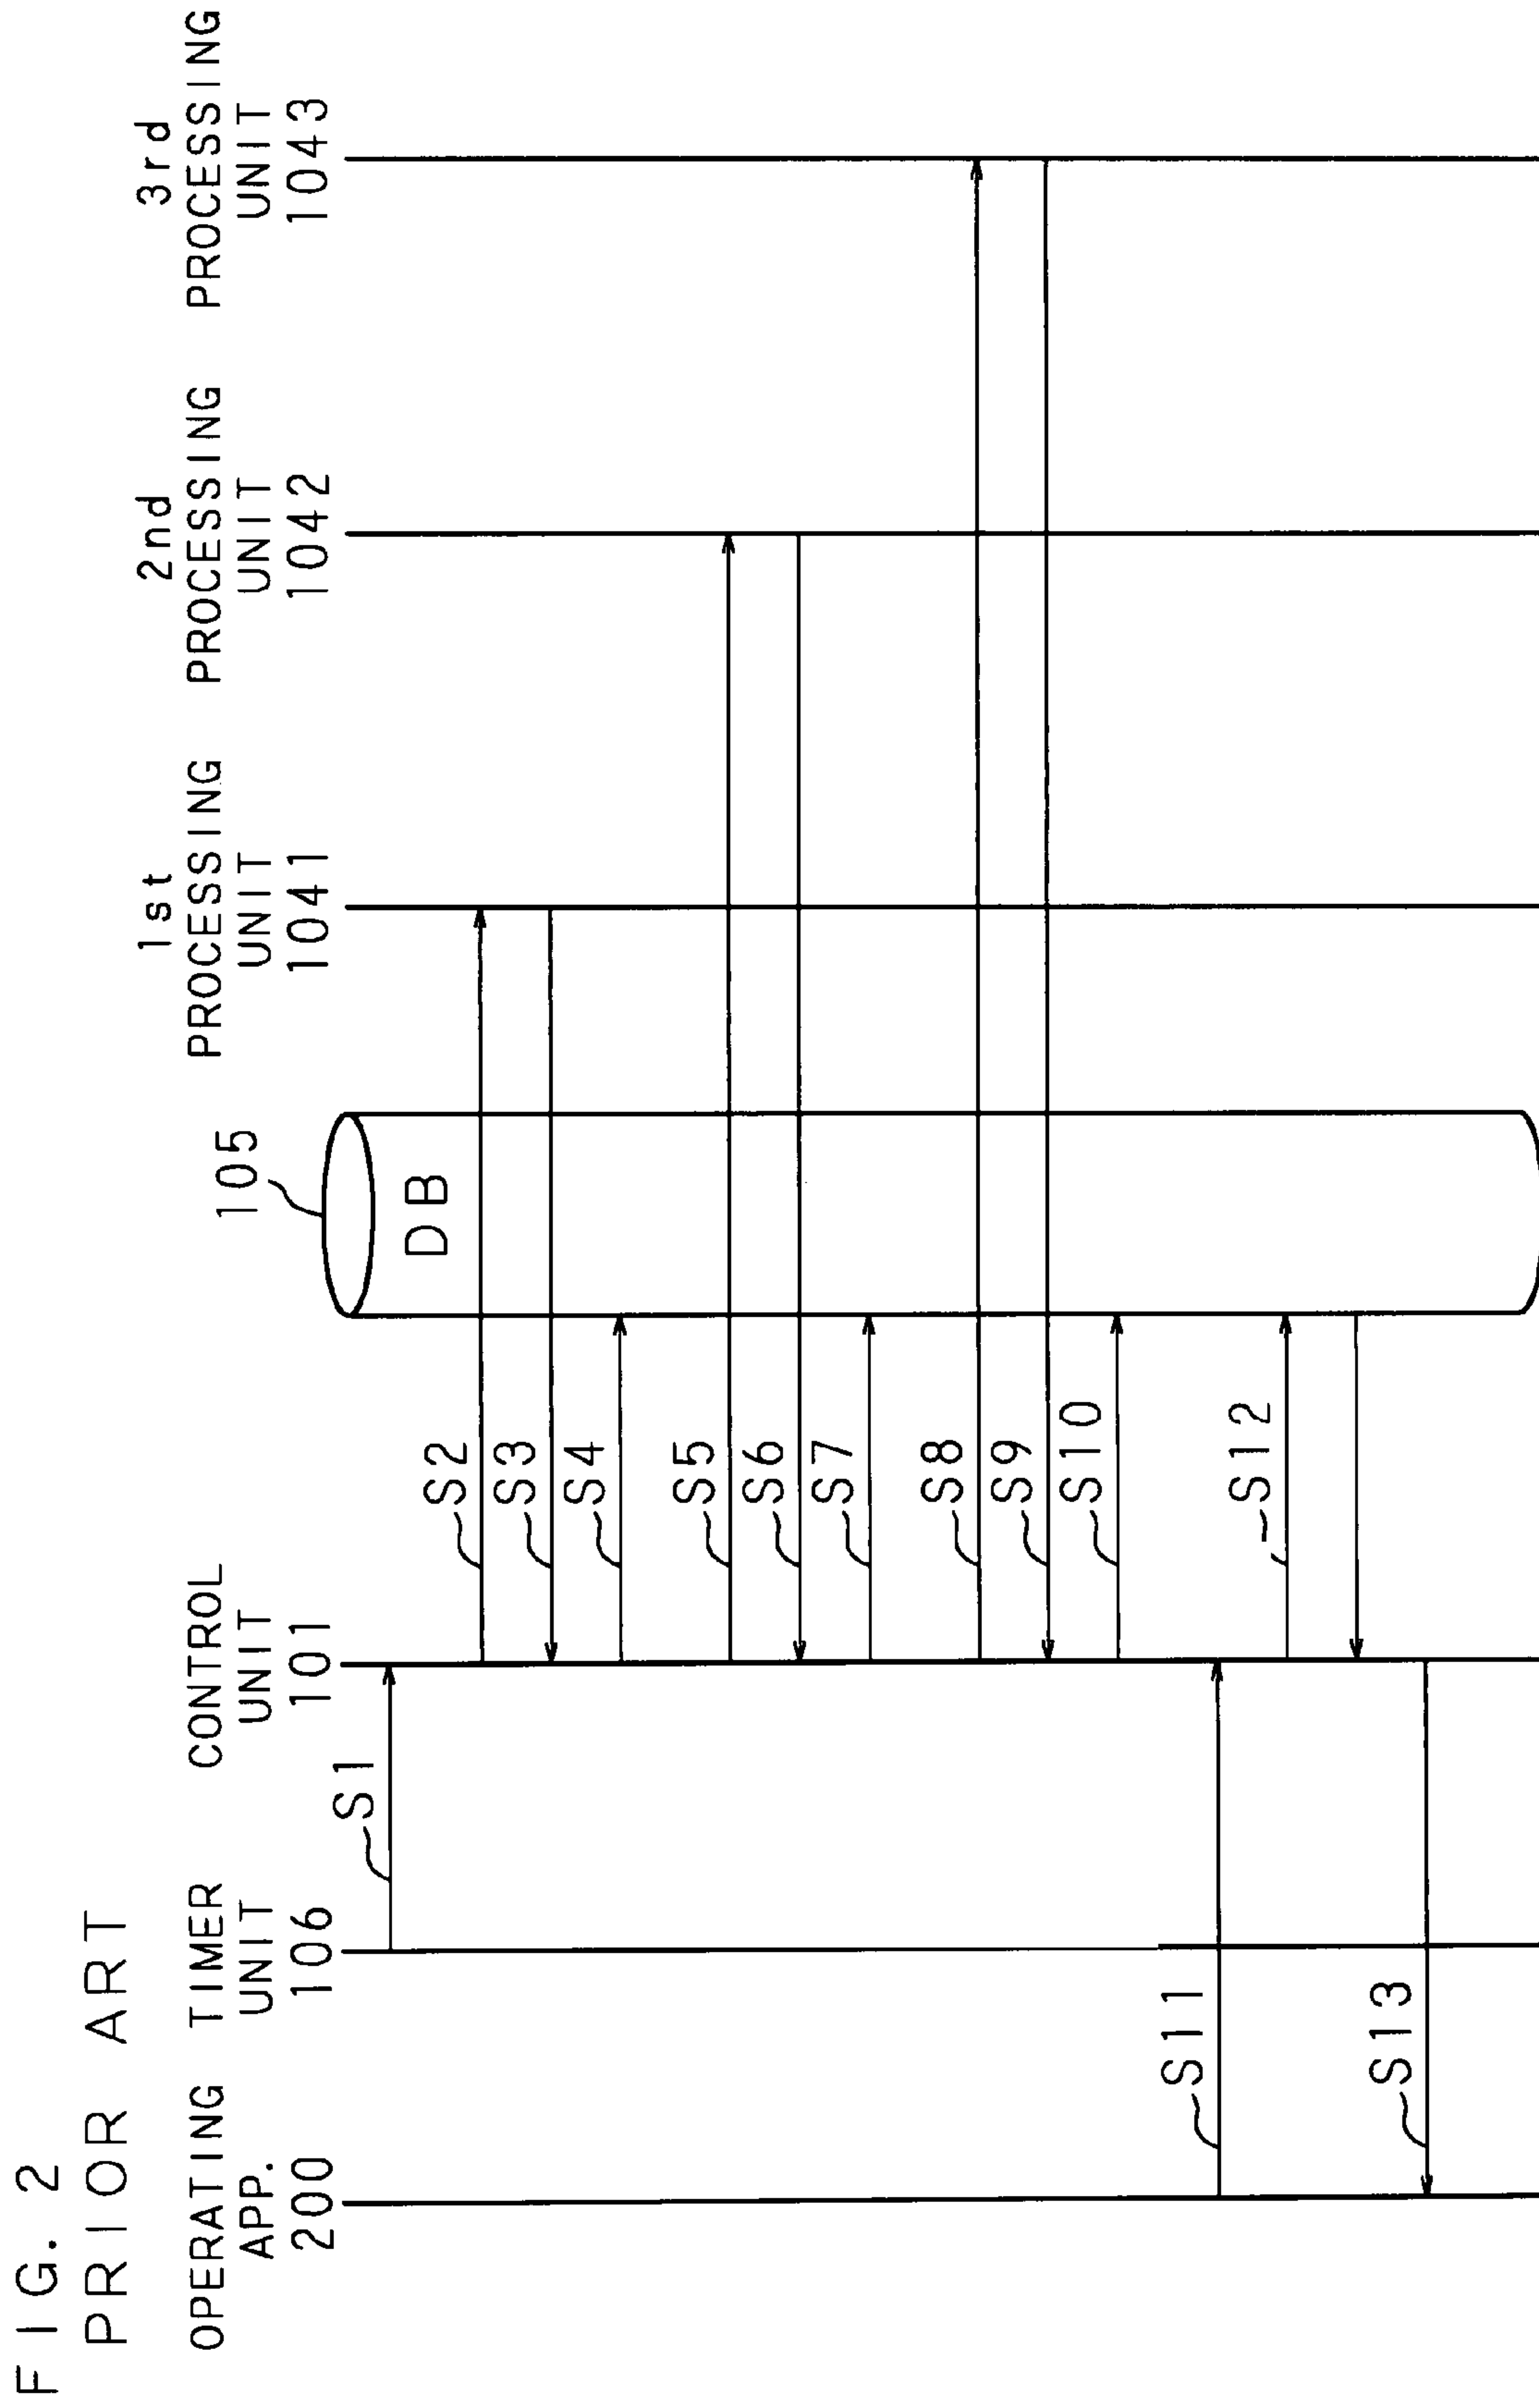 FIG. 2
PRIOR ART
OPERATING
APP.
200
TIMER
UNIT
106
CONTROL
UNIT
101
105
DB
1st
PROCESSING
UNIT
1041
2nd
PROCESSING
UNIT
1042
3rd
PROCESSING
UNIT
1043
S1
S2
S3
S4
S5
S6
S7
S8
S9
S10
S11
S12
S13